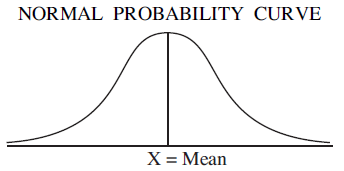 NORMAL PROBABILITY CURVE
X = Mean